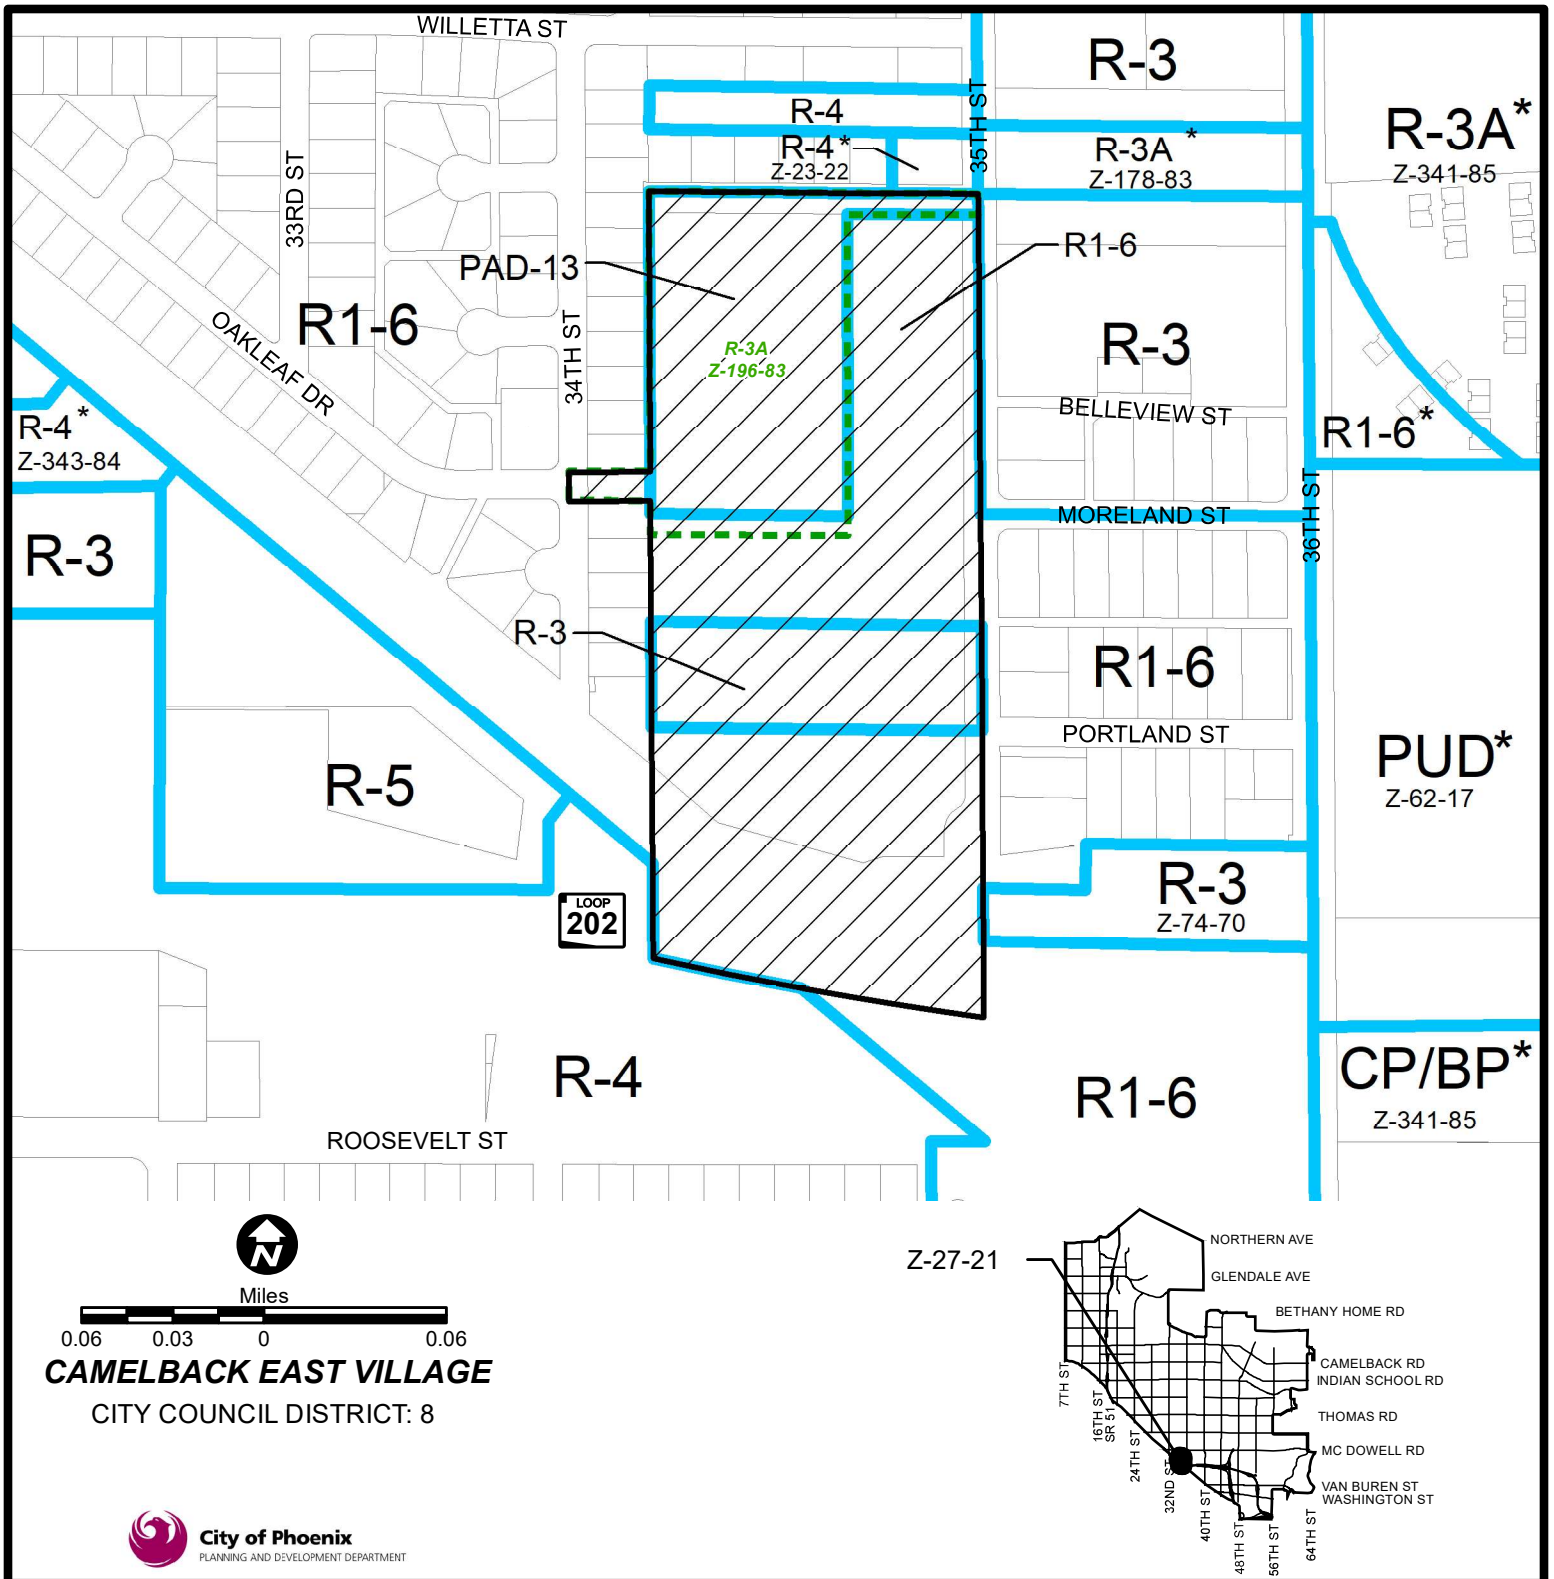 WILLETTA ST
R-3
R-4
35TH ST
R-3A*
Z-341-85
R-4*
Z-23-22
R-3A*
Z-178-83
33RD ST
PAD-13
R1-6
R1-6
OAKLEAF DR
34TH ST
R-3A
Z-196-83
R-3
BELLEVIEW ST
R1-6*
R-4*
Z-343-84
36TH ST
MORELAND ST
R-3
R-3
R1-6
PORTLAND ST
R-5
PUD*
Z-62-17
R-3
Z-74-70
LOOP
202
R-4
R1-6
CP/BP*
Z-341-85
ROOSEVELT ST
N
Miles
0.06 0.03 0 0.06
CAMELBACK EAST VILLAGE
CITY COUNCIL DISTRICT: 8
City of Phoenix
PLANNING AND DEVELOPMENT DEPARTMENT
Z-27-21
NORTHERN AVE
GLENDALE AVE
BETHANY HOME RD
CAMELBACK RD
INDIAN SCHOOL RD
THOMAS RD
MC DOWELL RD
VAN BUREN ST
WASHINGTON ST
7TH ST
16TH ST
SR 51
24TH ST
32ND ST
40TH ST
48TH ST
56TH ST
64TH ST